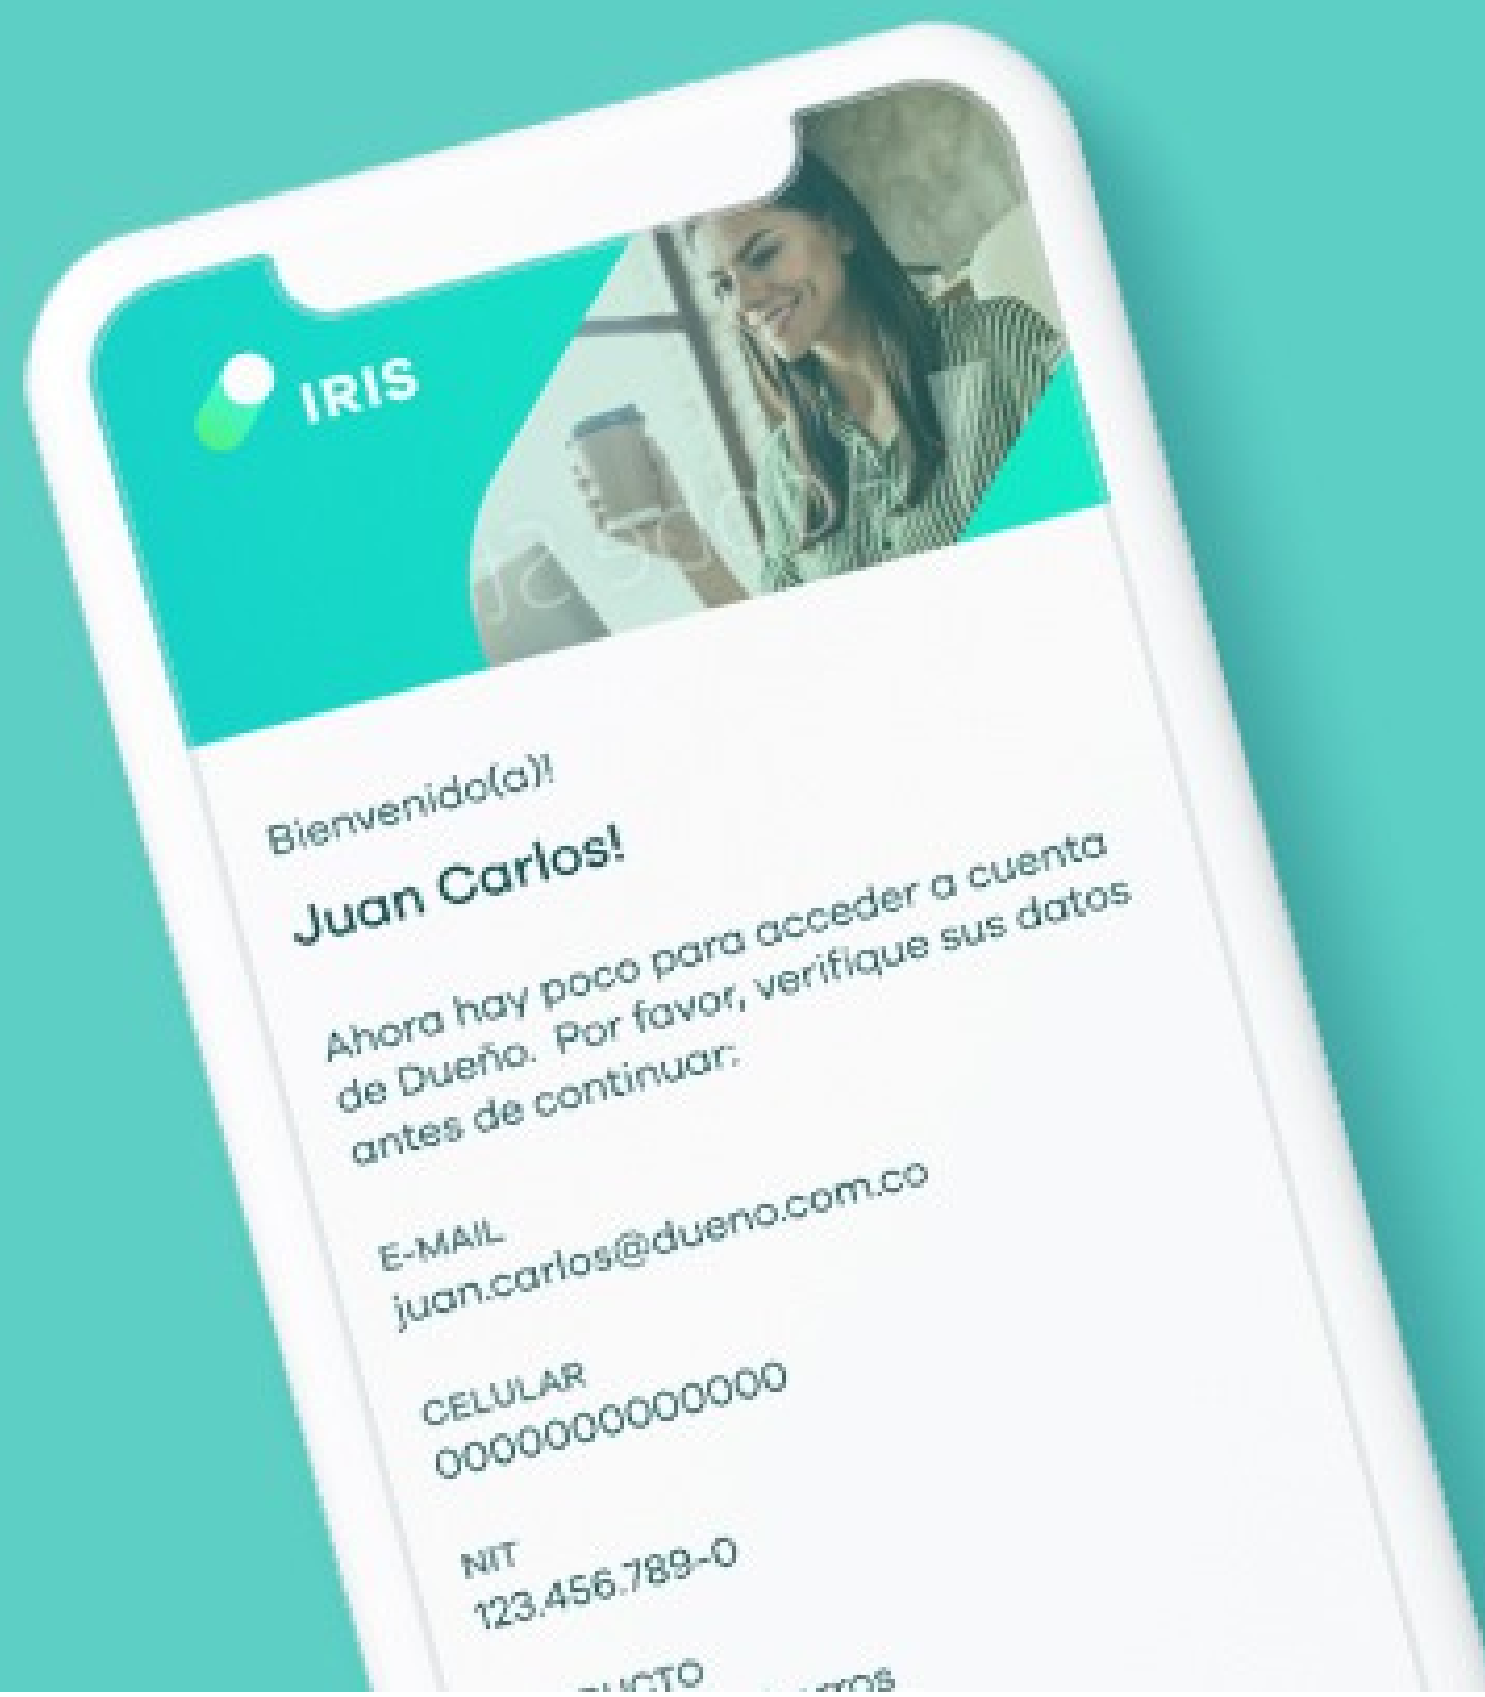 IRIS
Bienvenido(a)!
Juan Carlos!
Ahora hay poco para acceder a cuenta
de Dueño. Por favor, verifique sus datos
antes de continuar:
E-MAIL
juan.carlos@dueno.com.co
CELULAR
0000000000000
NIT
123.456.789-0